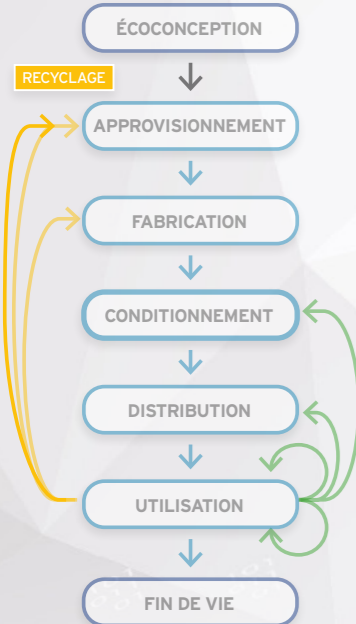 ÉCOCONCEPTION
RECYCLAGE
APPROVISIONNEMENT
FABRICATION
CONDITIONNEMENT
DISTRIBUTION
UTILISATION
FIN DE VIE